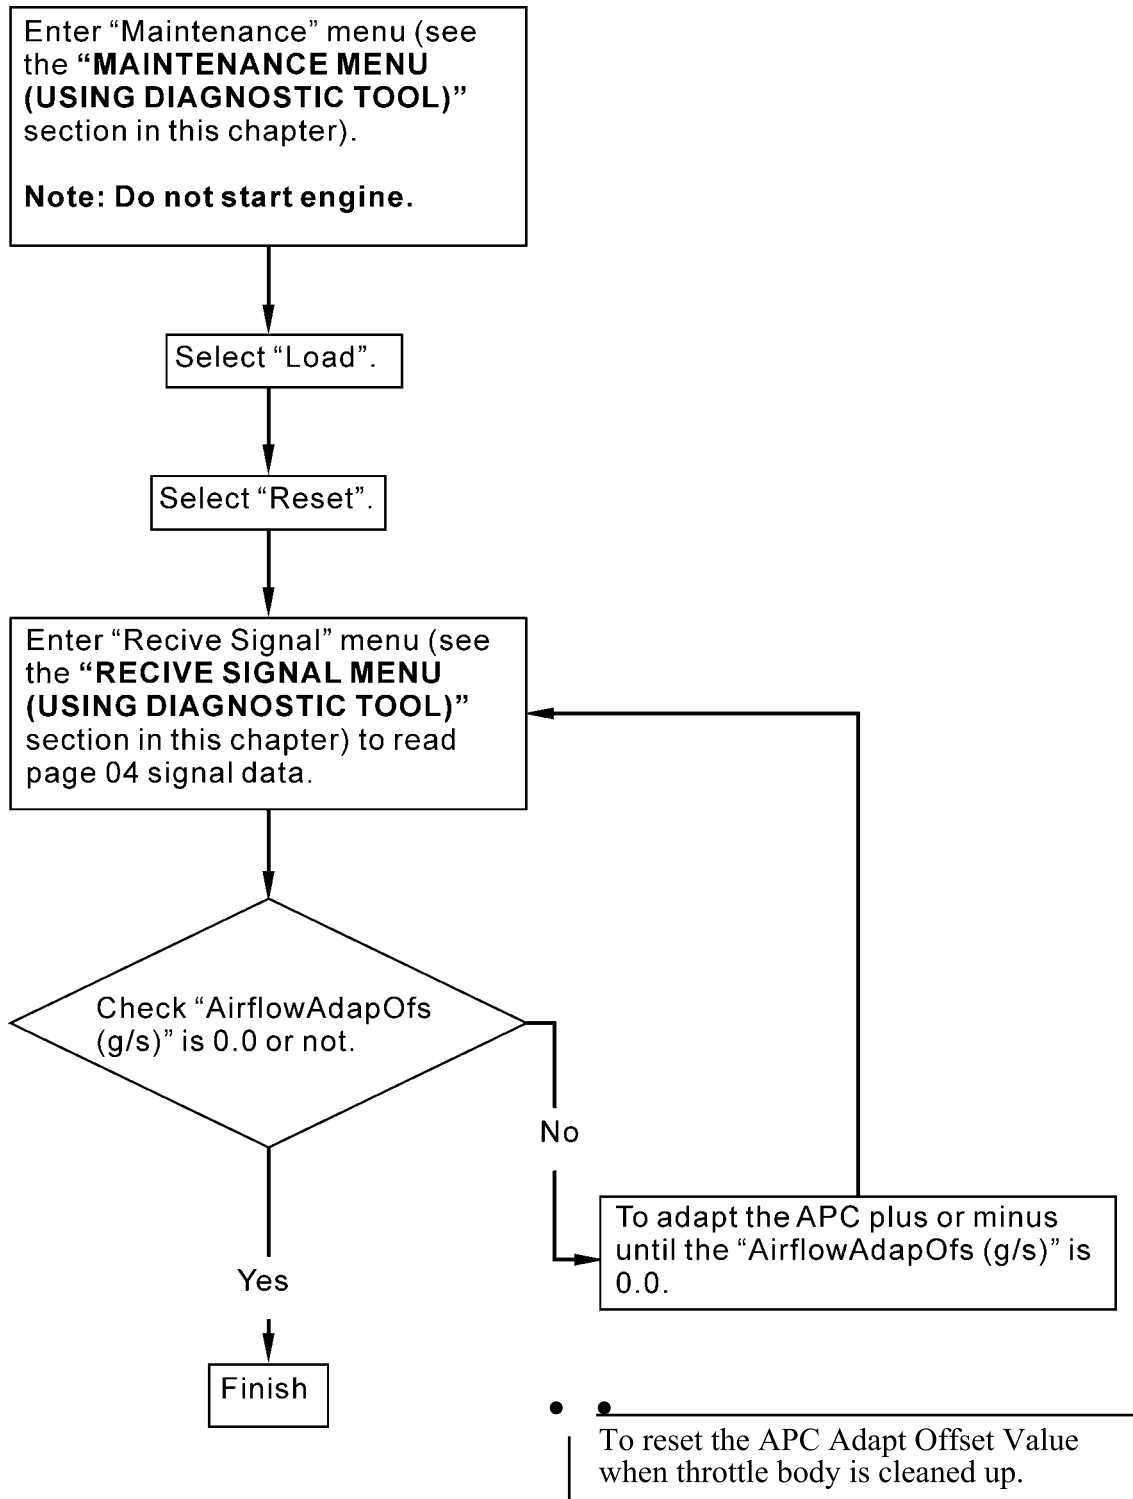 Enter “Maintenance” menu (see
the “MAINTENANCE MENU
(USING DIAGNOSTIC TOOL)”
section in this chapter).
Note: Do not start engine.
Select “Load”.
Select “Reset”.
Enter “Recive Signal” menu (see
the “RECIVE SIGNAL MENU
(USING DIAGNOSTIC TOOL)”
section in this chapter) to read
page 04 signal data.
Check “AirflowAdapOfs
(g/s)” is 0.0 or not.
No
To adapt the APC plus or minus
until the “AirflowAdapOfs (g/s)” is
0.0.
Yes
Finish
• •
To reset the APC Adapt Offset Value
when throttle body is cleaned up.